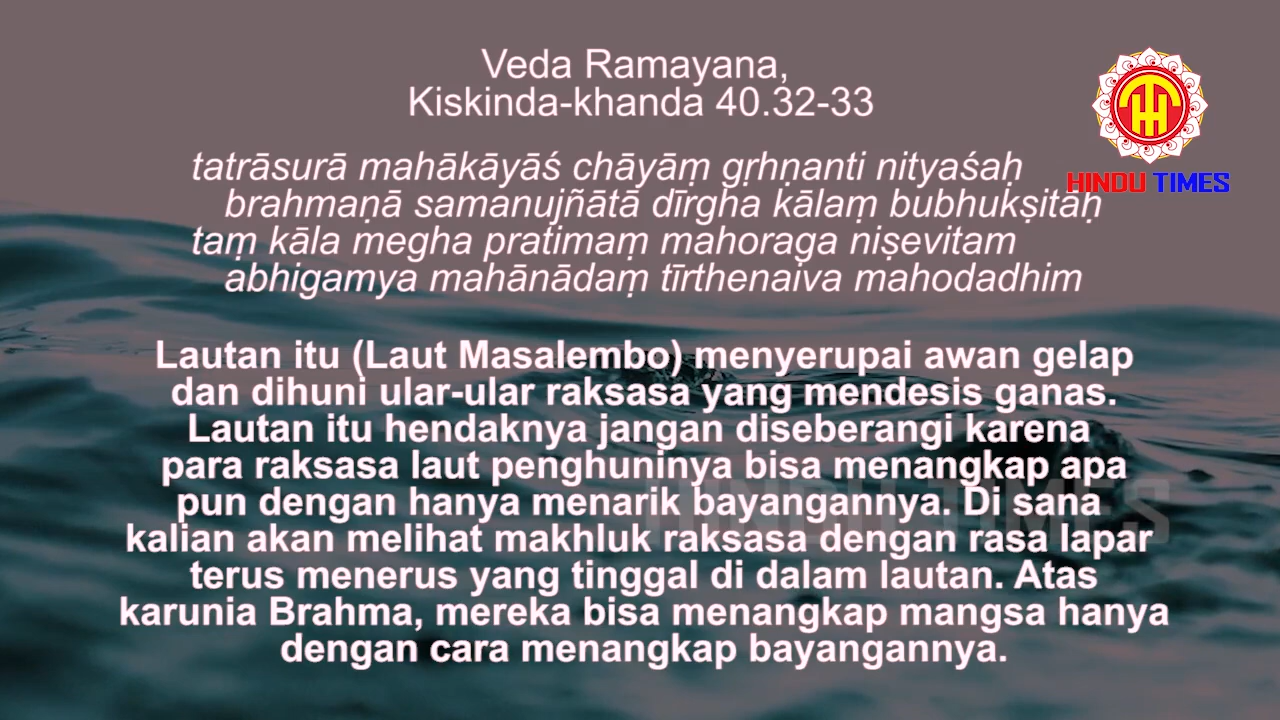 Veda Ramayana,
Kiskinda-khanda 40.32-33
HINDU TIMES
tatrāsurā mahākāyāś chāyāṃ gṛhṇanti nityaśaḥ
brahmaṇā samanujñātā dīrgha kālaṃ bubhukṣitāḥ
taṃ kāla megha pratimaṃ mahoraga niṣevitam
abhigamya mahānādaṃ tīrthenaiva mahodadhim
Lautan itu (Laut Masalembo) menyerupai awan gelap
dan dihuni ular-ular raksasa yang mendesis ganas.
Lautan itu hendaknya jangan diseberangi karena
para raksasa laut penghuninya bisa menangkap apa
pun dengan hanya menarik bayangannya. Di sana
kalian akan melihat makhluk raksasa dengan rasa lapar
terus menerus yang tinggal di dalam lautan. Atas
karunia Brahma, mereka bisa menangkap mangsa hanya
dengan cara menangkap bayangannya.
HINDU TIMES